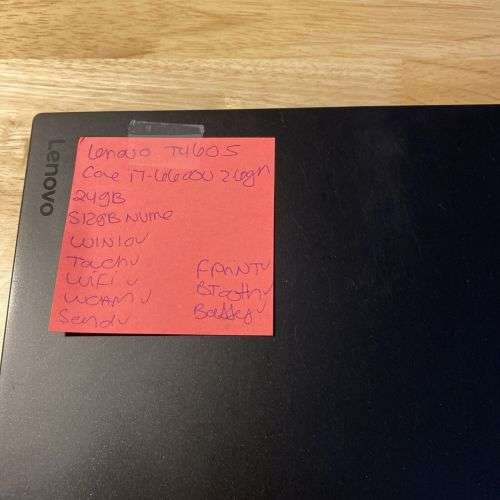 Lenovo
Lenovo T460S
Core i7-6600U 2.6gh
24gB
512gB NVme
WIN10 ✓
Touch ✓
WiFi ✓
WCAM ✓
Sound ✓
FPRINT ✓
BTooth ✓
Battery